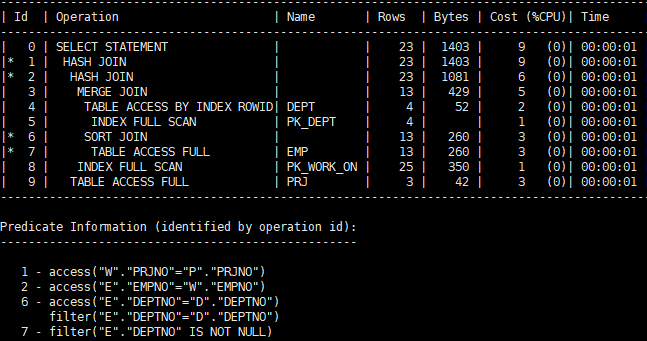 --------------------------------------------------------------------------------------------
| Id  | Operation                       | Name       | Rows  | Bytes | Cost (%CPU)| Time     |
--------------------------------------------------------------------------------------------
|   0 | SELECT STATEMENT                |            |    23 |  1403 |     9   (0)| 00:00:01
|*  1 |  HASH JOIN                      |            |    23 |  1403 |     9   (0)| 00:00:01
|*  2 |   HASH JOIN                     |            |    23 |  1081 |     6   (0)| 00:00:01
|   3 |    MERGE JOIN                   |            |    13 |   429 |     5   (0)| 00:00:01
|   4 |     TABLE ACCESS BY INDEX ROWID| DEPT       |     4 |    52 |     2   (0)| 00:00:01
|   5 |      INDEX FULL SCAN            | PK_DEPT    |     4 |       |     1   (0)| 00:00:01
|*  6 |     SORT JOIN                   |            |    13 |   260 |     3   (0)| 00:00:01
|*  7 |      TABLE ACCESS FULL          | EMP        |    13 |   260 |     3   (0)| 00:00:01
|   8 |    INDEX FULL SCAN              | PK_WORK_ON |    25 |   350 |     1   (0)| 00:00:01
|   9 |   TABLE ACCESS FULL             | PRJ        |     3 |    42 |     3   (0)| 00:00:01
--------------------------------------------------------------------------------------------
Predicate Information (identified by operation id):
---------------------------------------------------
1 - access("W"."PRJNO"="P"."PRJNO")
2 - access("E"."EMPNO"="W"."EMPNO")
6 - access("E"."DEPTNO"="D"."DEPTNO")
filter("E"."DEPTNO"="D"."DEPTNO")
7 - filter("E"."DEPTNO" IS NOT NULL)